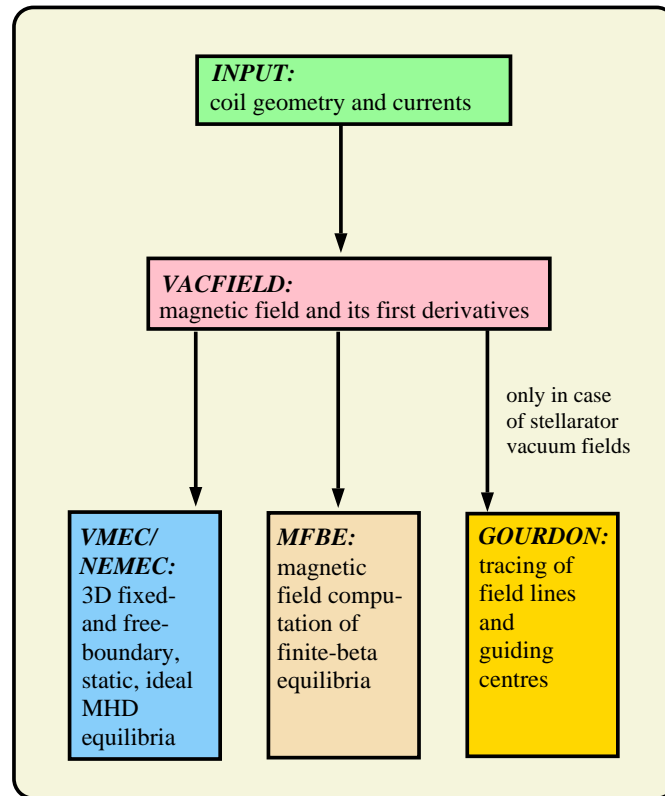 INPUT:
coil geometry and currents
VACFIELD:
magnetic field and its first derivatives
only in case
of stellarator
vacuum fields
VMEC/
NEMEC:
3D fixed-
and free-
boundary,
static, ideal
MHD
equilibria
MFBE:
magnetic
field compu-
tation of
finite-beta
equilibria
GOURDON:
tracing of
field lines
and
guiding
centres